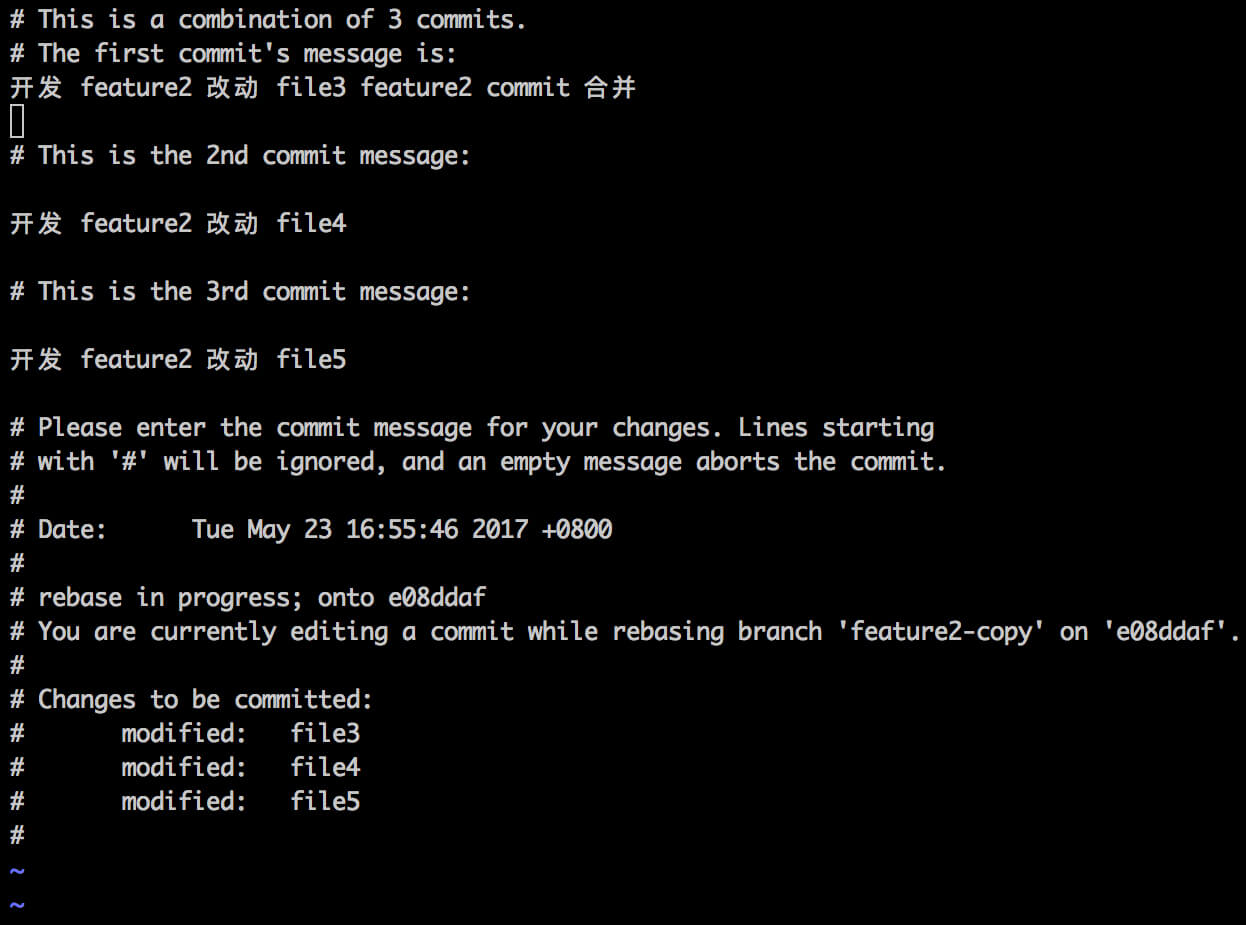 # This is a combination of 3 commits.
# The first commit's message is:
开发 feature2 改动 file3 feature2 commit 合并
# This is the 2nd commit message:
开发 feature2 改动 file4
# This is the 3rd commit message:
开发 feature2 改动 file5
# Please enter the commit message for your changes. Lines starting
# with '#' will be ignored, and an empty message aborts the commit.
#
# Date:      Tue May 23 16:55:46 2017 +0800
#
# rebase in progress; onto e08ddaf
# You are currently editing a commit while rebasing branch 'feature2-copy' on 'e08ddaf'.
#
# Changes to be committed:
#       modified:   file3
#       modified:   file4
#       modified:   file5
#
~
~